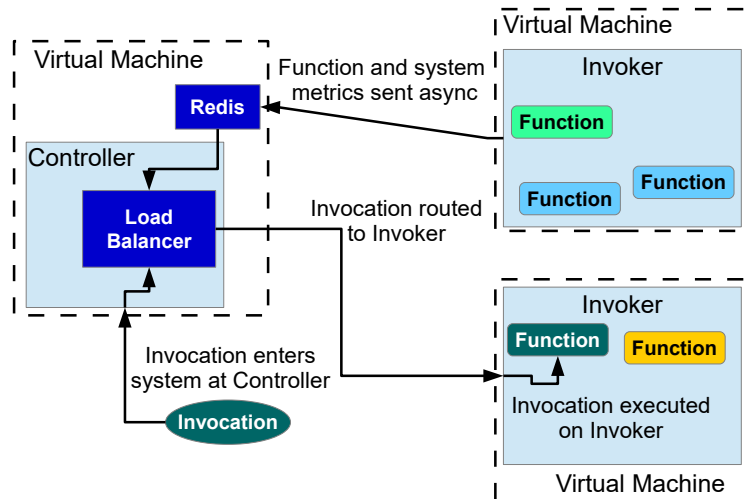 Virtual Machine
Redis
Controller
Load
Balancer
Function and system
metrics sent async
Invocation routed
to Invoker
Invocation enters
system at Controller
Invocation
Virtual Machine
Invoker
Function
Function
Function
Invoker
Function
Function
Invocation executed
on Invoker
Virtual Machine